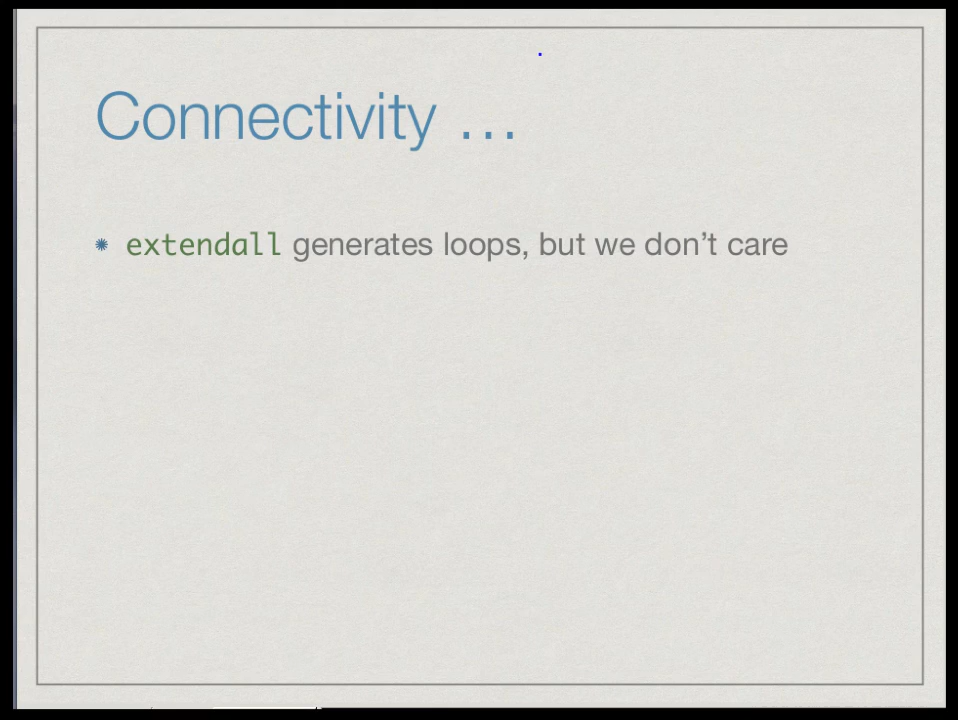 Connectivity …
extendall generates loops, but we don’t care